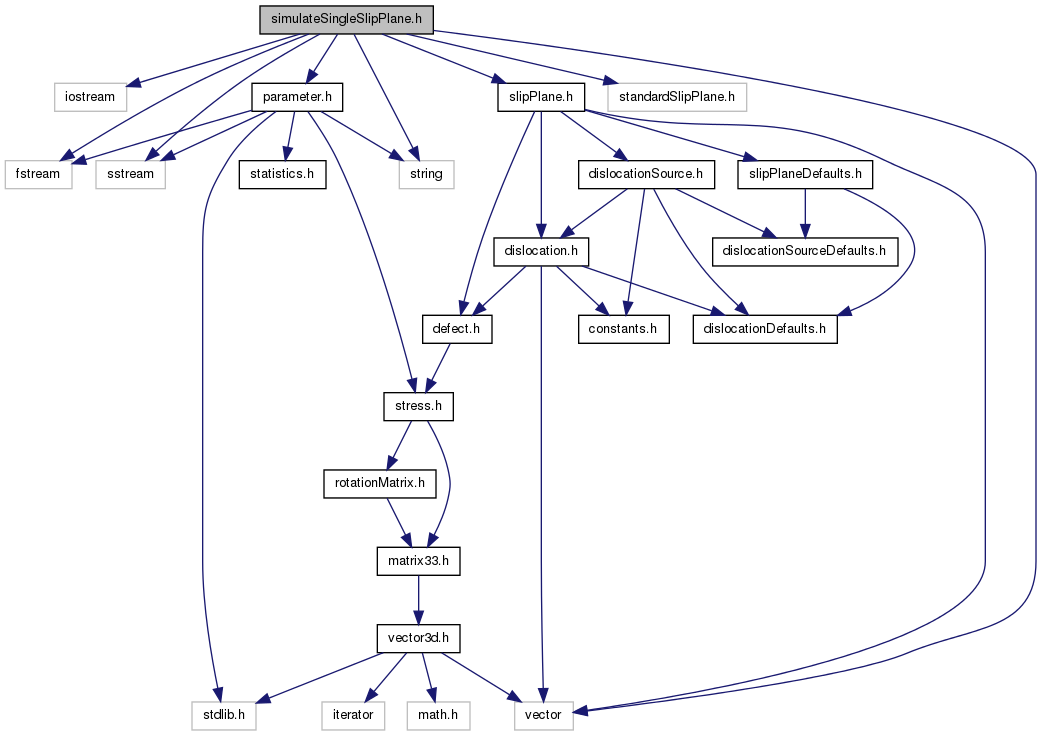 simulateSingleSlipPlane.h
iostream
parameter.h
slipPlane.h
standardSlipPlane.h
fstream
sstream
statistics.h
string
dislocationSource.h
slipPlaneDefaults.h
dislocation.h
dislocationSourceDefaults.h
defect.h
constants.h
dislocationDefaults.h
stress.h
rotationMatrix.h
matrix33.h
vector3d.h
stdlib.h
iterator
math.h
vector